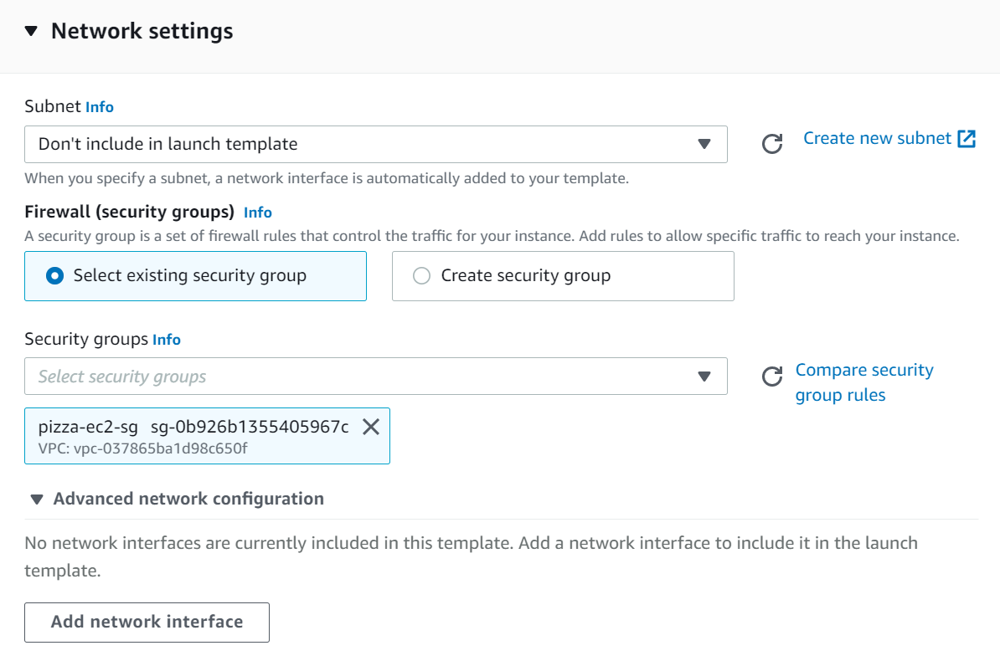 Network settings
Subnet Info
Don't include in launch template
Create new subnet
When you specify a subnet, a network interface is automatically added to your template.
Firewall (security groups) Info
A security group is a set of firewall rules that control the traffic for your instance. Add rules to allow specific traffic to reach your instance.
Select existing security group
Create security group
Security groups Info
Select security groups
Compare security
group rules
pizza-ec2-sg sg-0b926b1355405967c
VPC: vpc-037865ba1d98c650f
Advanced network configuration
No network interfaces are currently included in this template. Add a network interface to include it in the launch
template.
Add network interface